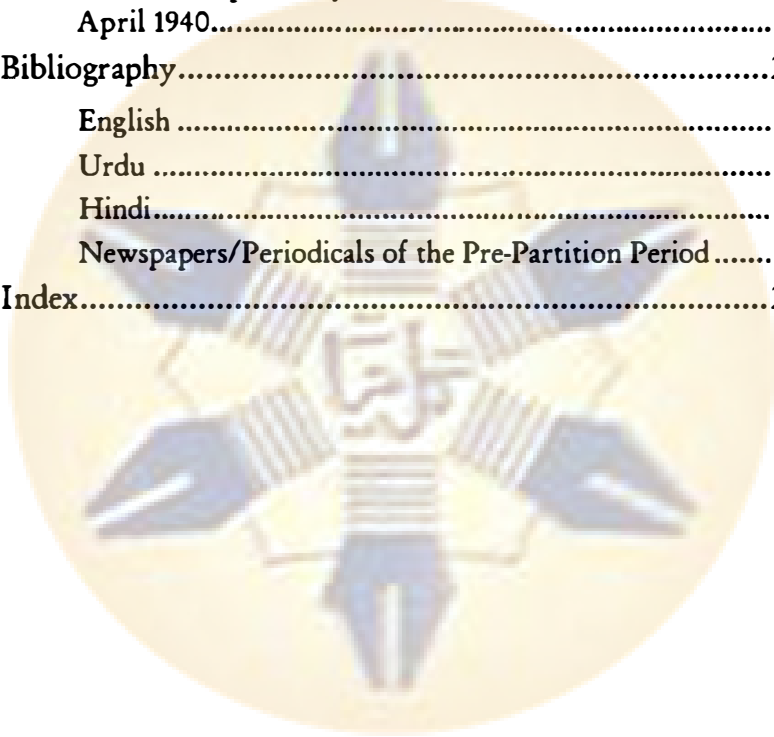 April 1940
Bibliography
English
Urdu
Hindi
Newspapers/Periodicals of the Pre-Partition Period
Index